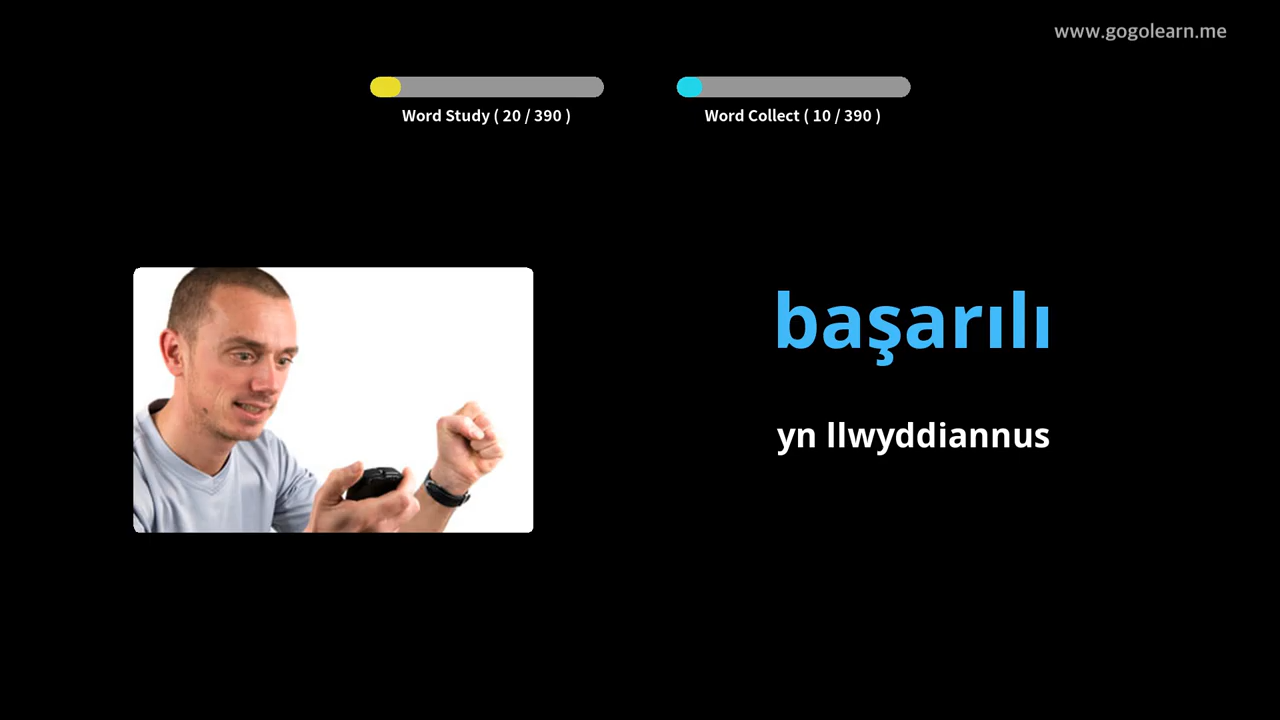 www.gogolearn.me
Word Study ( 20 / 390 )
Word Collect ( 10 / 390 )
başarılı
yn llwyddiannus